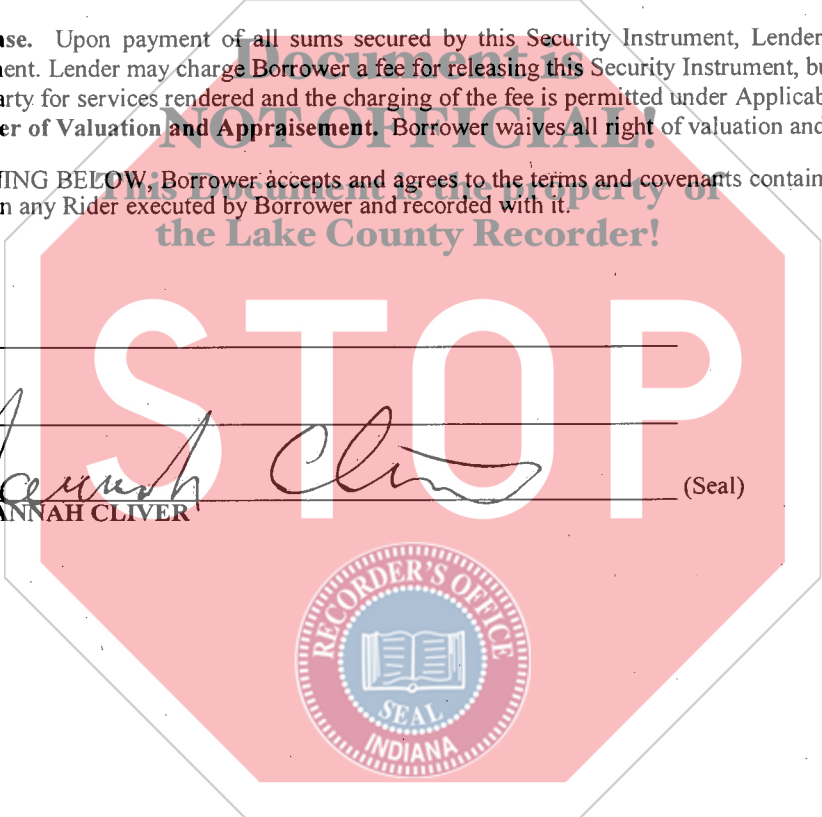 ase. Upon payment of all sums secured by this Security Instrument, Lender
nent. Lender may charge Borrower a fee for releasing this Security Instrument, bu
arty for services rendered and the charging of the fee is permitted under Applicab
er of Valuation and Appraisement. Borrower waives all right of valuation and
NING BELOW, Borrower accepts and agrees to the terms and covenants contain
n any Rider executed by Borrower and recorded with it.
Document is
NOT OFFICIAL!
This Document is the property of
the Lake County Recorder!
STOP
Hannah Cliver
(Seal)
ANNAH CLIVER
RECORDER'S OFFICE
SEAL
INDIANA